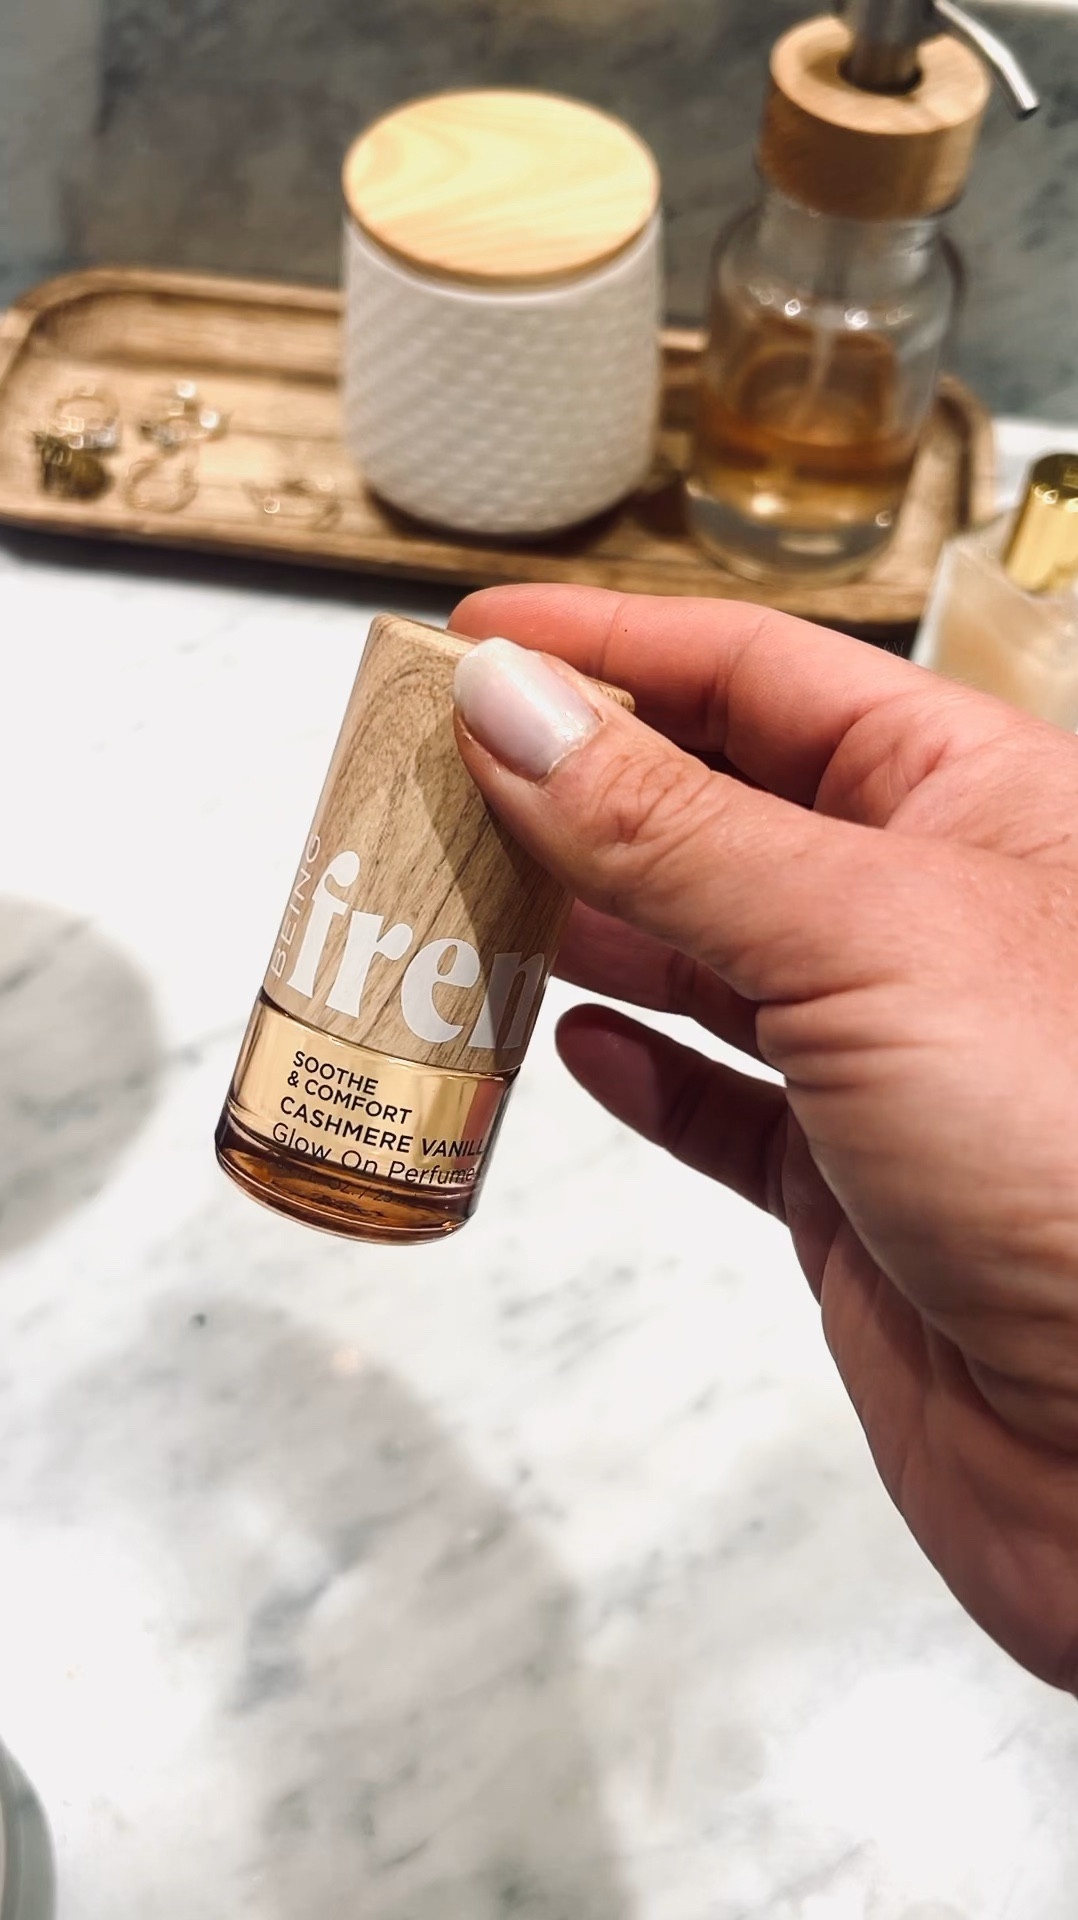 BEING
fren
SOOTHE
& COMFORT
CASHMERE VANILL
Glow On Perfume